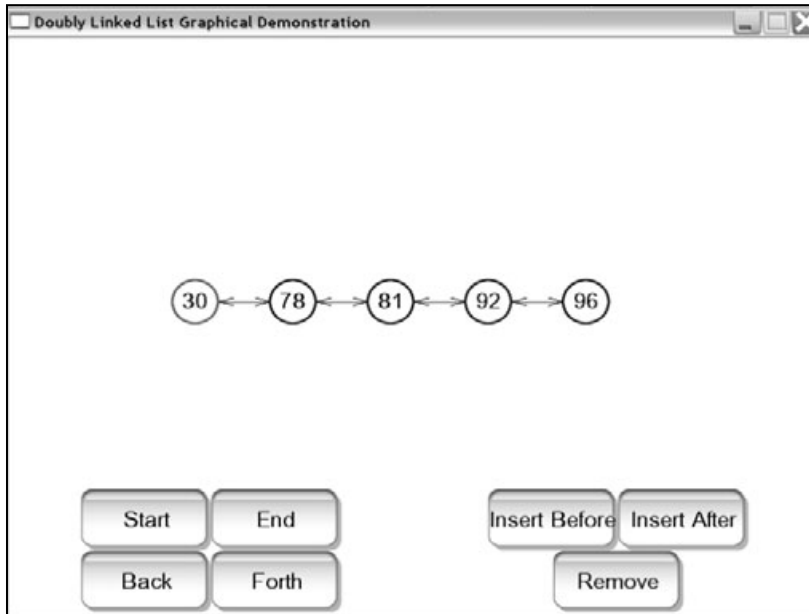 Doubly Linked List Graphical Demonstration
30 78 81 92 96
Start End Insert Before Insert After
Back Forth Remove